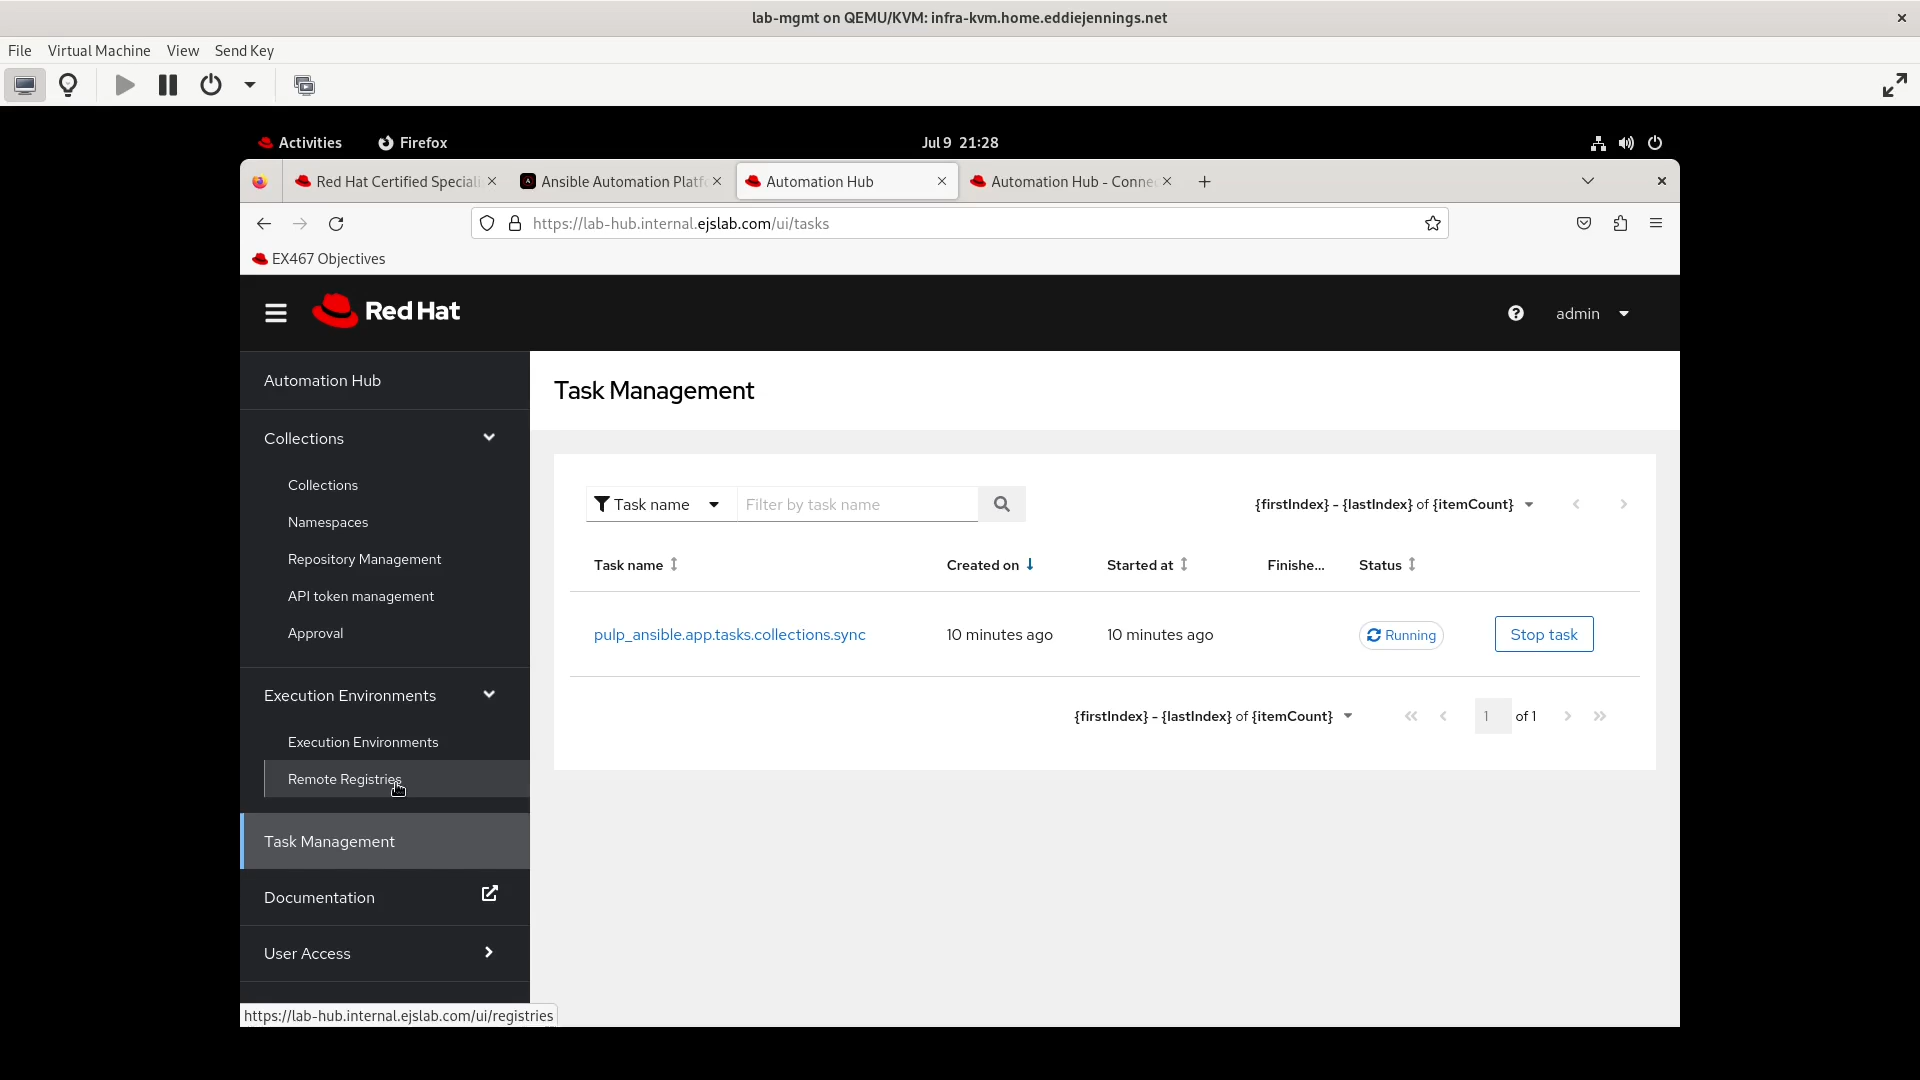 lab-mgmt on QEMU/KVM: infra-kvm.home.eddiejennings.net
File Virtual Machine View Send Key
Activities Firefox Jul 9 21:28
Red Hat Certified Speciali Ansible Automation Platfo Automation Hub Automation Hub - Conne
https://lab-hub.internal.ejslab.com/ui/tasks
EX467 Objectives
Red Hat
admin
Automation Hub
Collections
Collections
Namespaces
Repository Management
API token management
Approval
Execution Environments
Execution Environments
Remote Registries
Task Management
Documentation
User Access
https://lab-hub.internal.ejslab.com/ui/registries
Task Management
Task name Filter by task name {firstIndex} - {lastIndex} of {itemCount}
Task name Created on Started at Finishe... Status
pulp_ansible.app.tasks.collections.sync 10 minutes ago 10 minutes ago Running Stop task
{firstIndex} - {lastIndex} of {itemCount} 1 of 1